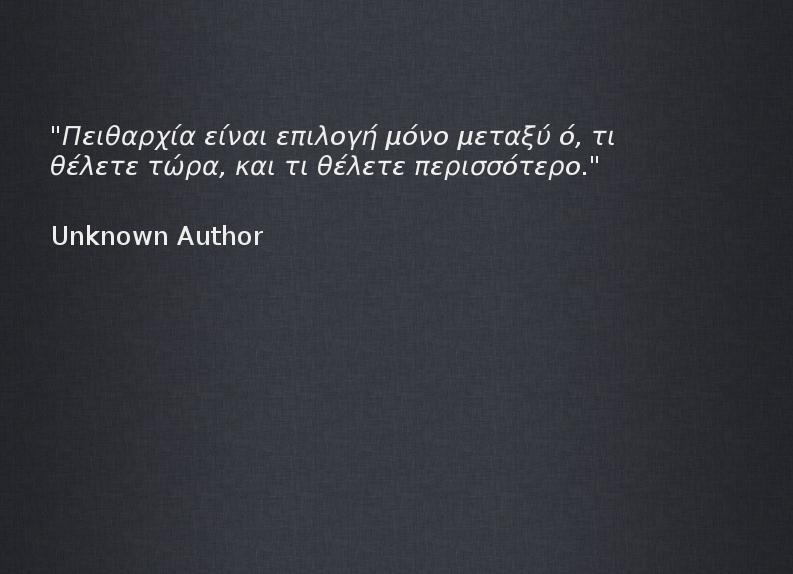 "Πειθαρχία είναι επιλογή μόνο μεταξύ ό, τι
θέλετε τώρα, και τι θέλετε περισσότερο."
Unknown Author